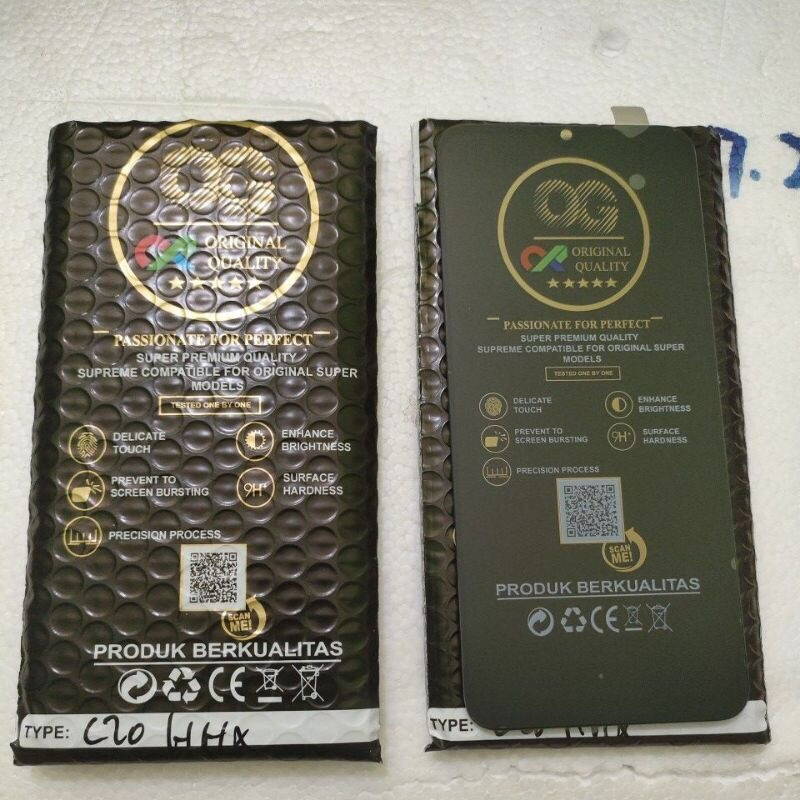 OG
ORIGINAL
QUALITY
PASSIONATE FOR PERFECT
SUPER PREMIUM QUALITY
SUPREME COMPATIBLE FOR ORIGINAL SUPER
MODELS
TESTED ONE BY ONE
DELICATE
TOUCH
ENHANCE
BRIGHTNESS
PREVENT TO
SCREEN BURSTING
9H+
SURFACE
HARDNESS
PRECISION PROCESS
SCAN
ME!
PRODUK BERKUALITAS
CE
TYPE: C20
OG
ORIGINAL
QUALITY
PASSIONATE FOR PERFECT
SUPER PREMIUM QUALITY
SUPREME COMPATIBLE FOR ORIGINAL SUPER
MODELS
TESTED ONE BY ONE
DELICATE
TOUCH
ENHANCE
BRIGHTNESS
PREVENT TO
SCREEN BURSTING
9H+
SURFACE
HARDNESS
PRECISION PROCESS
SCAN
ME!
PRODUK BERKUALITAS
CE
TYPE: